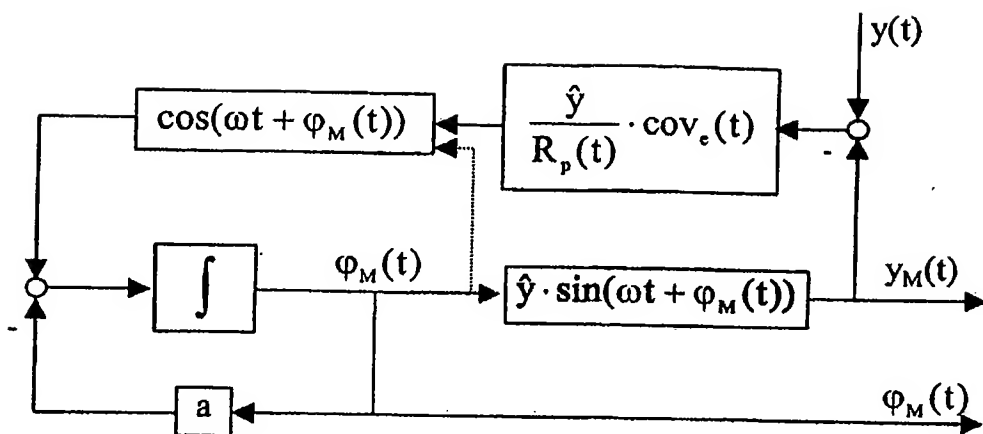 y(t)
cos(ωt + φ_M(t))
ŷ / R_p(t) · cov_e(t)
-
∫
φ_M(t)
ŷ · sin(ωt + φ_M(t))
y_M(t)
-
a
φ_M(t)